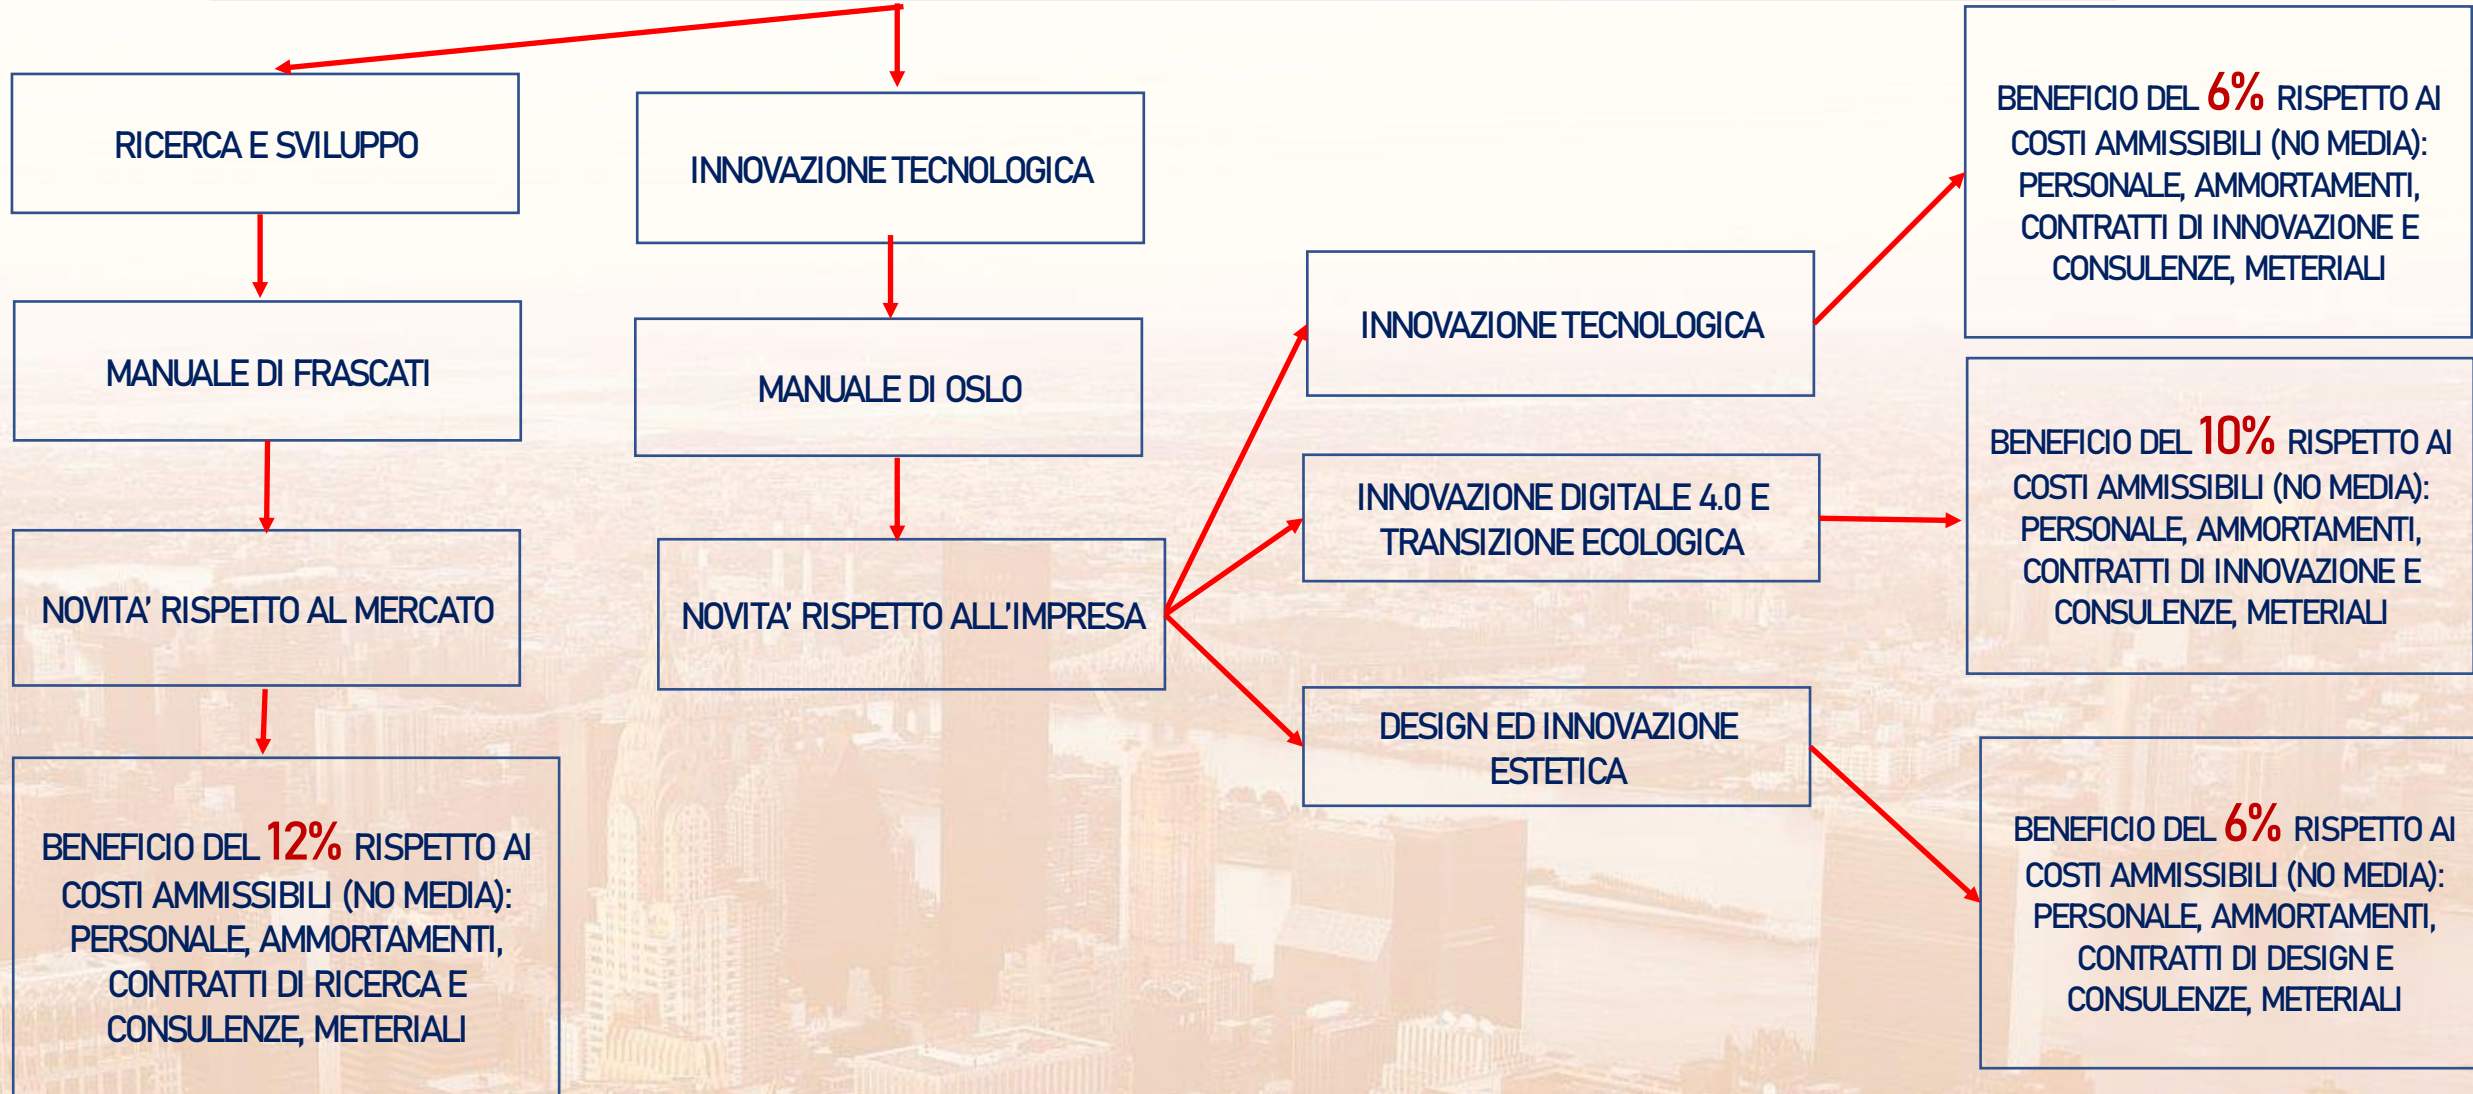 RICERCA E SVILUPPO
MANUALE DI FRASCATI
NOVITA' RISPETTO AL MERCATO
BENEFICIO DEL 12% RISPETTO AI
COSTI AMMISSIBILI (NO MEDIA):
PERSONALE, AMMORTAMENTI,
CONTRATTI DI RICERCA E
CONSULENZE, METERIALI
INNOVAZIONE TECNOLOGICA
MANUALE DI OSLO
NOVITA' RISPETTO ALL'IMPRESA
INNOVAZIONE TECNOLOGICA
BENEFICIO DEL 6% RISPETTO AI
COSTI AMMISSIBILI (NO MEDIA):
PERSONALE, AMMORTAMENTI,
CONTRATTI DI INNOVAZIONE E
CONSULENZE, METERIALI
INNOVAZIONE DIGITALE 4.0 E
TRANSIZIONE ECOLOGICA
BENEFICIO DEL 10% RISPETTO AI
COSTI AMMISSIBILI (NO MEDIA):
PERSONALE, AMMORTAMENTI,
CONTRATTI DI INNOVAZIONE E
CONSULENZE, METERIALI
DESIGN ED INNOVAZIONE
ESTETICA
BENEFICIO DEL 6% RISPETTO AI
COSTI AMMISSIBILI (NO MEDIA):
PERSONALE, AMMORTAMENTI,
CONTRATTI DI DESIGN E
CONSULENZE, METERIALI